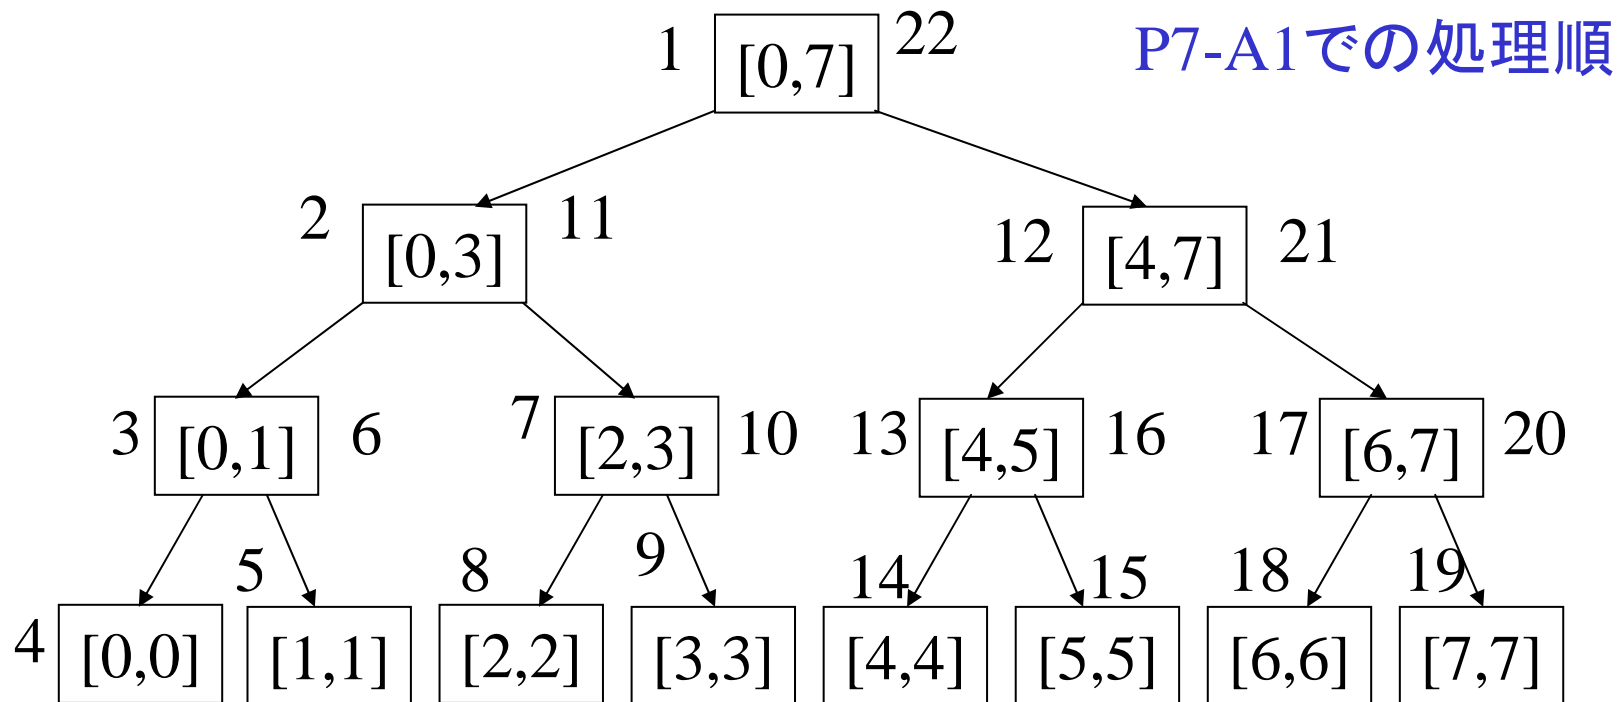 P7-A1での処理順
1 [0,7] 22
2 [0,3] 11 12 [4,7] 21
3 [0,1] 6 7 [2,3] 10 13 [4,5] 16 17 [6,7] 20
5 8 9 14 15 18 19
4 [0,0] [1,1] [2,2] [3,3] [4,4] [5,5] [6,6] [7,7]